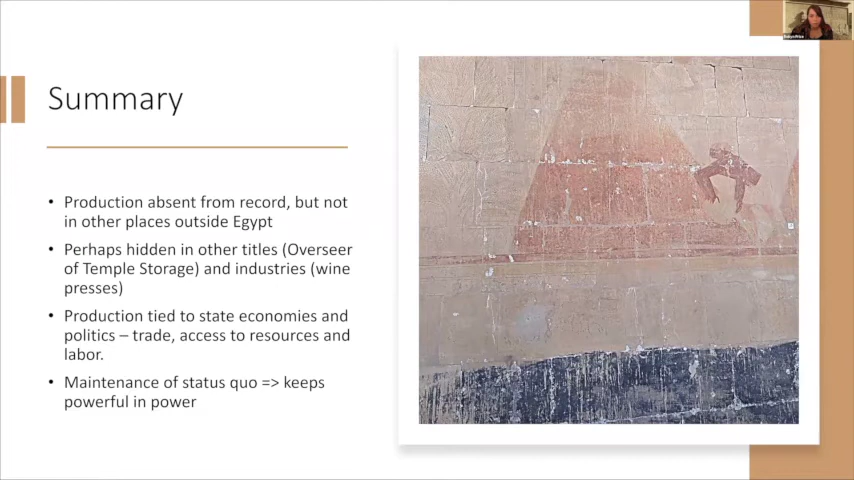 Summary
• Production absent from record, but not
in other places outside Egypt
• Perhaps hidden in other titles (Overseer
of Temple Storage) and industries (wine
presses)
• Production tied to state economies and
politics – trade, access to resources and
labor.
• Maintenance of status quo => keeps
powerful in power